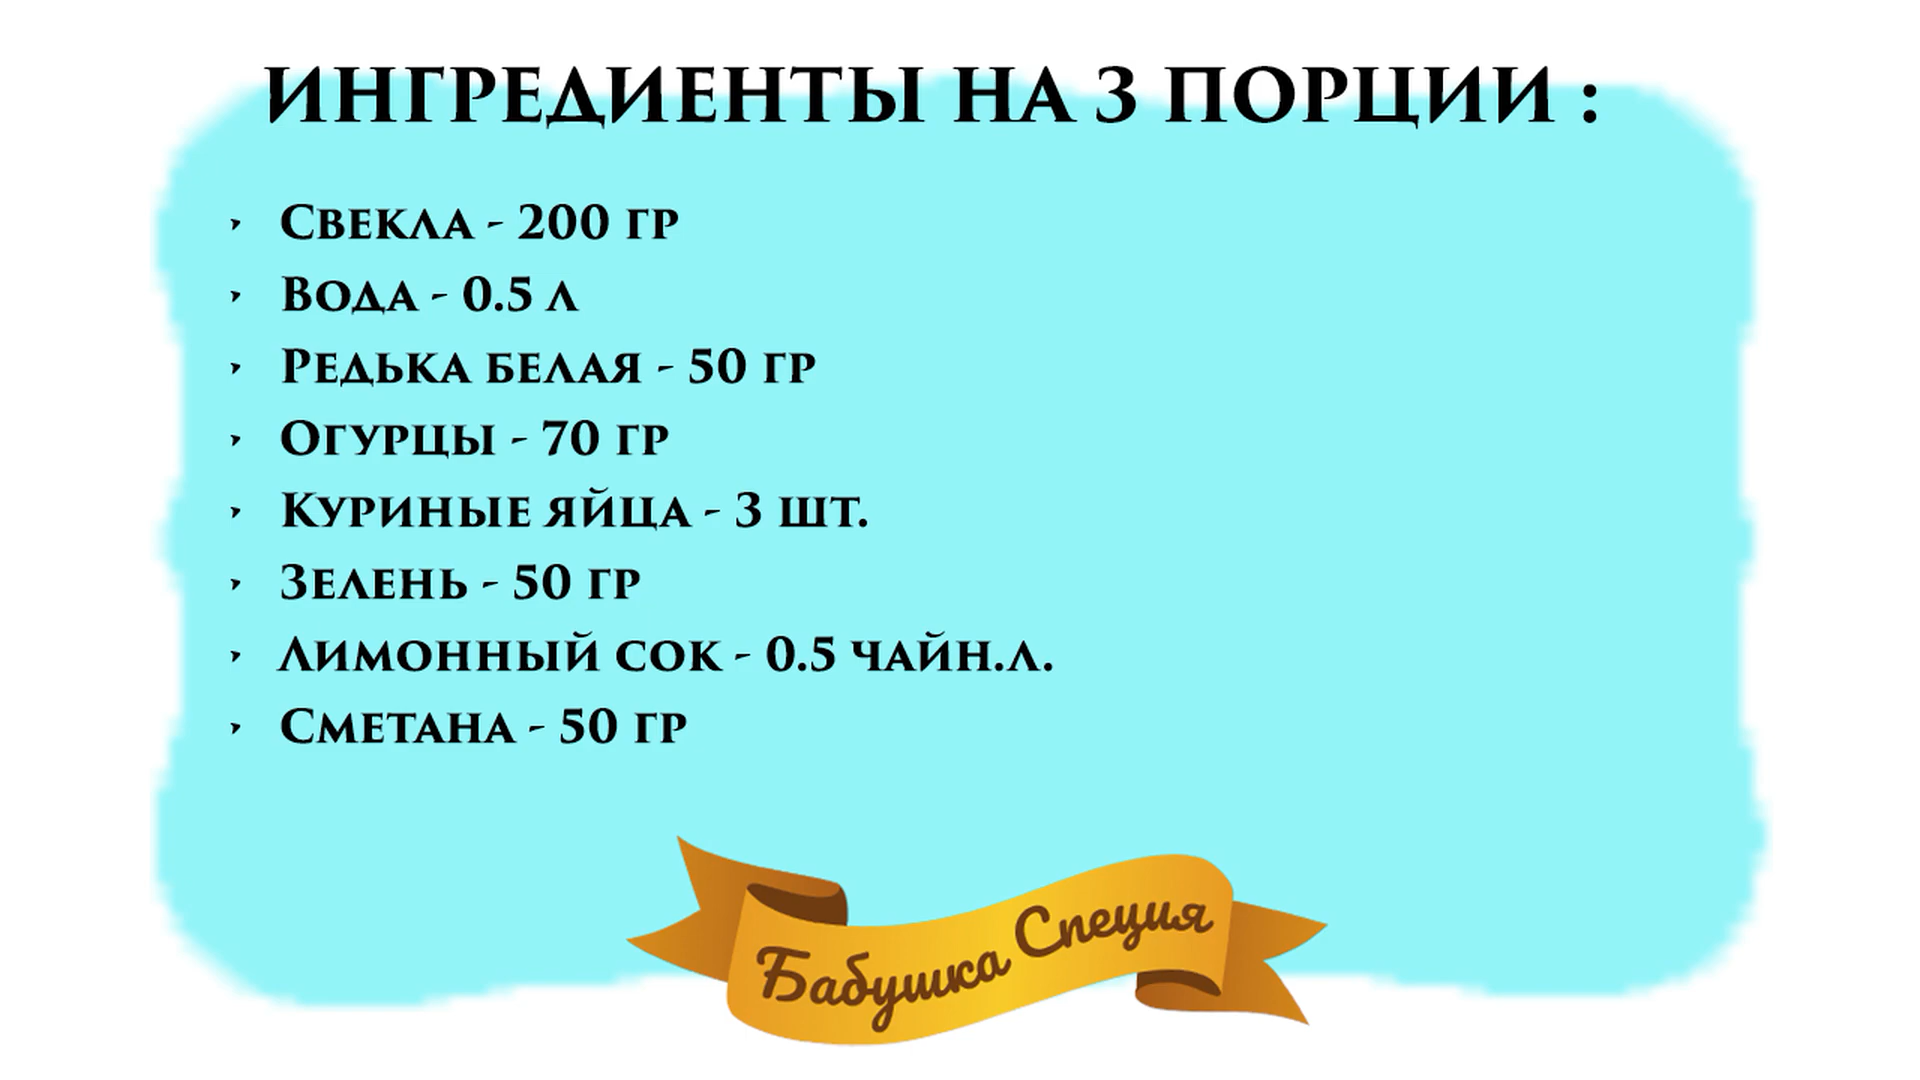 ИНГРЕДИЕНТЫ НА 3 ПОРЦИИ :
Свекла - 200 гр
Вода - 0.5 л
Редька белая - 50 гр
Огурцы - 70 гр
Куриные яйца - 3 шт.
Зелень - 50 гр
Лимонный сок - 0.5 чайн.л.
Сметана - 50 гр
Бабушка Специя